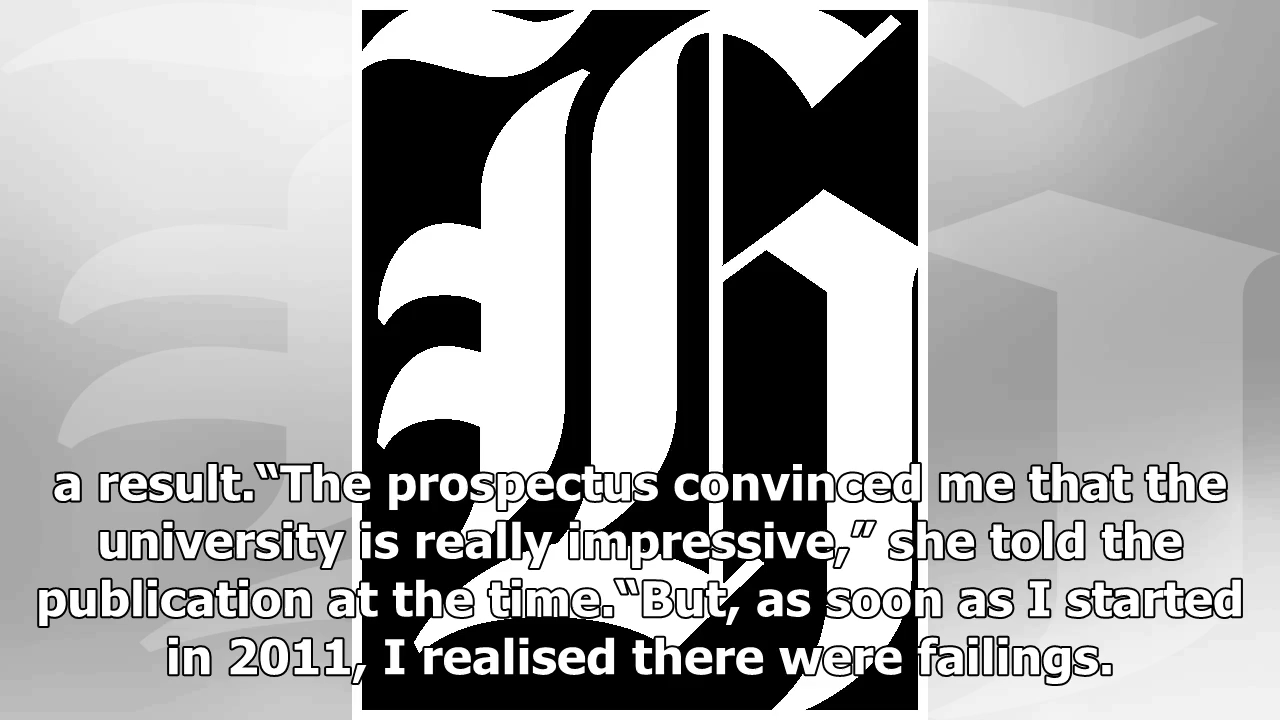 a result.“The prospectus convinced me that the
university is really impressive,” she told the
publication at the time.“But, as soon as I started
in 2011, I realised there were failings.